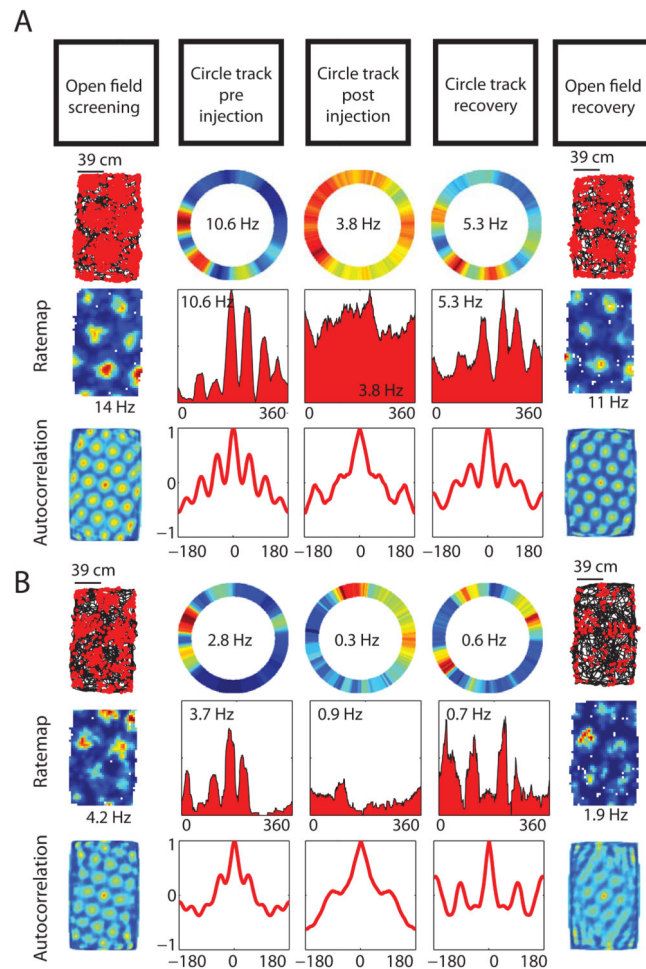 A
Open field
screening
Circle track
pre
injection
Circle track
post
injection
Circle track
recovery
Open field
recovery
39 cm
10.6 Hz
3.8 Hz
5.3 Hz
39 cm
Ratemap
14 Hz
10.6 Hz
0 360
3.8 Hz
0 360
5.3 Hz
0 360
11 Hz
Autocorrelation
1
0
−1
−180 0 180
−180 0 180
−180 0 180
B
39 cm
2.8 Hz
0.3 Hz
0.6 Hz
39 cm
Ratemap
4.2 Hz
3.7 Hz
0 360
0.9 Hz
0 360
0.7 Hz
0 360
1.9 Hz
Autocorrelation
1
0
−1
−180 0 180
−180 0 180
−180 0 180